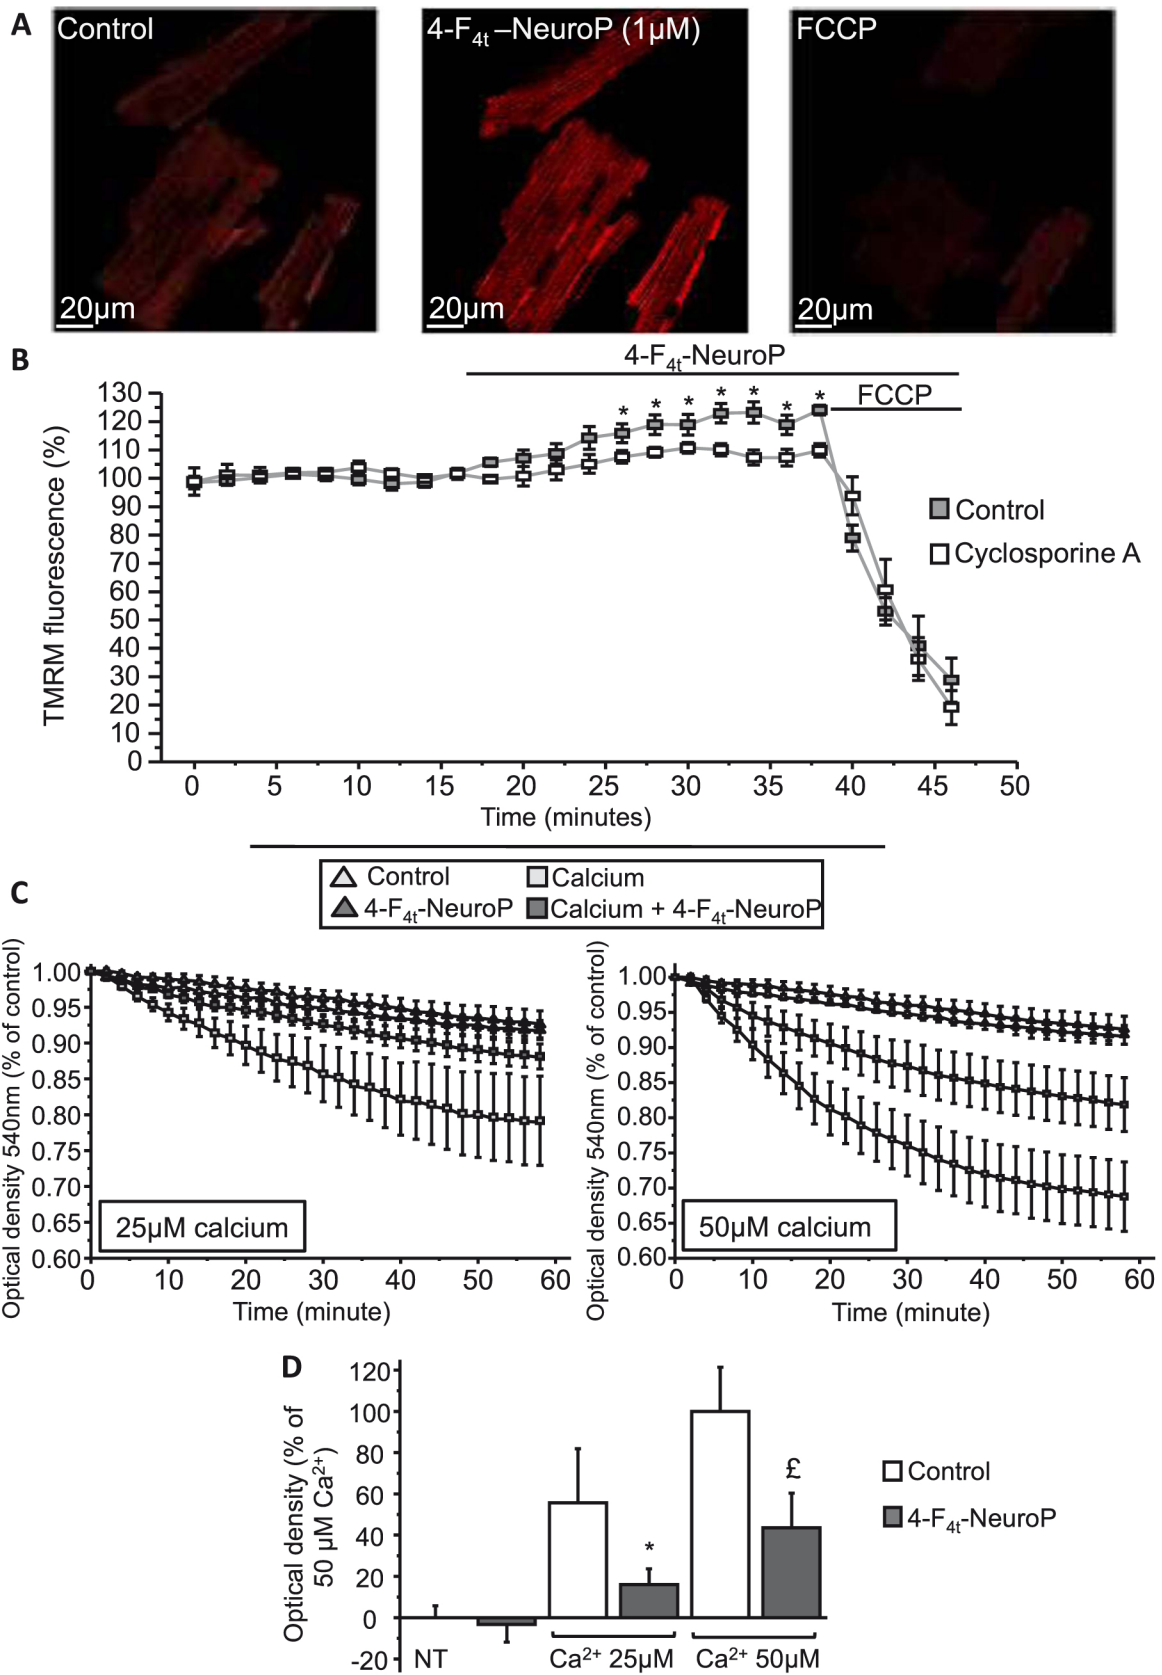 A
Control
4-F4t–NeuroP (1µM)
FCCP
20µm
20µm
20µm
B
4-F4t-NeuroP
FCCP
*
*
*
*
*
*
*
TMRM fluorescence (%)
130
120
110
100
90
80
70
60
50
40
30
20
10
0
Control
Cyclosporine A
0 5 10 15 20 25 30 35 40 45 50
Time (minutes)
C
Control
Calcium
4-F4t-NeuroP
Calcium + 4-F4t-NeuroP
Optical density 540nm (% of control)
1.00
0.95
0.90
0.85
0.80
0.75
0.70
0.65
0.60
25µM calcium
0 10 20 30 40 50 60
Time (minute)
Optical density 540nm (% of control)
1.00
0.95
0.90
0.85
0.80
0.75
0.70
0.65
0.60
50µM calcium
0 10 20 30 40 50 60
Time (minute)
D
Optical density (% of
50 µM Ca2+)
120
100
80
60
40
20
0
-20
*
£
NT
Ca2+ 25µM
Ca2+ 50µM
Control
4-F4t-NeuroP